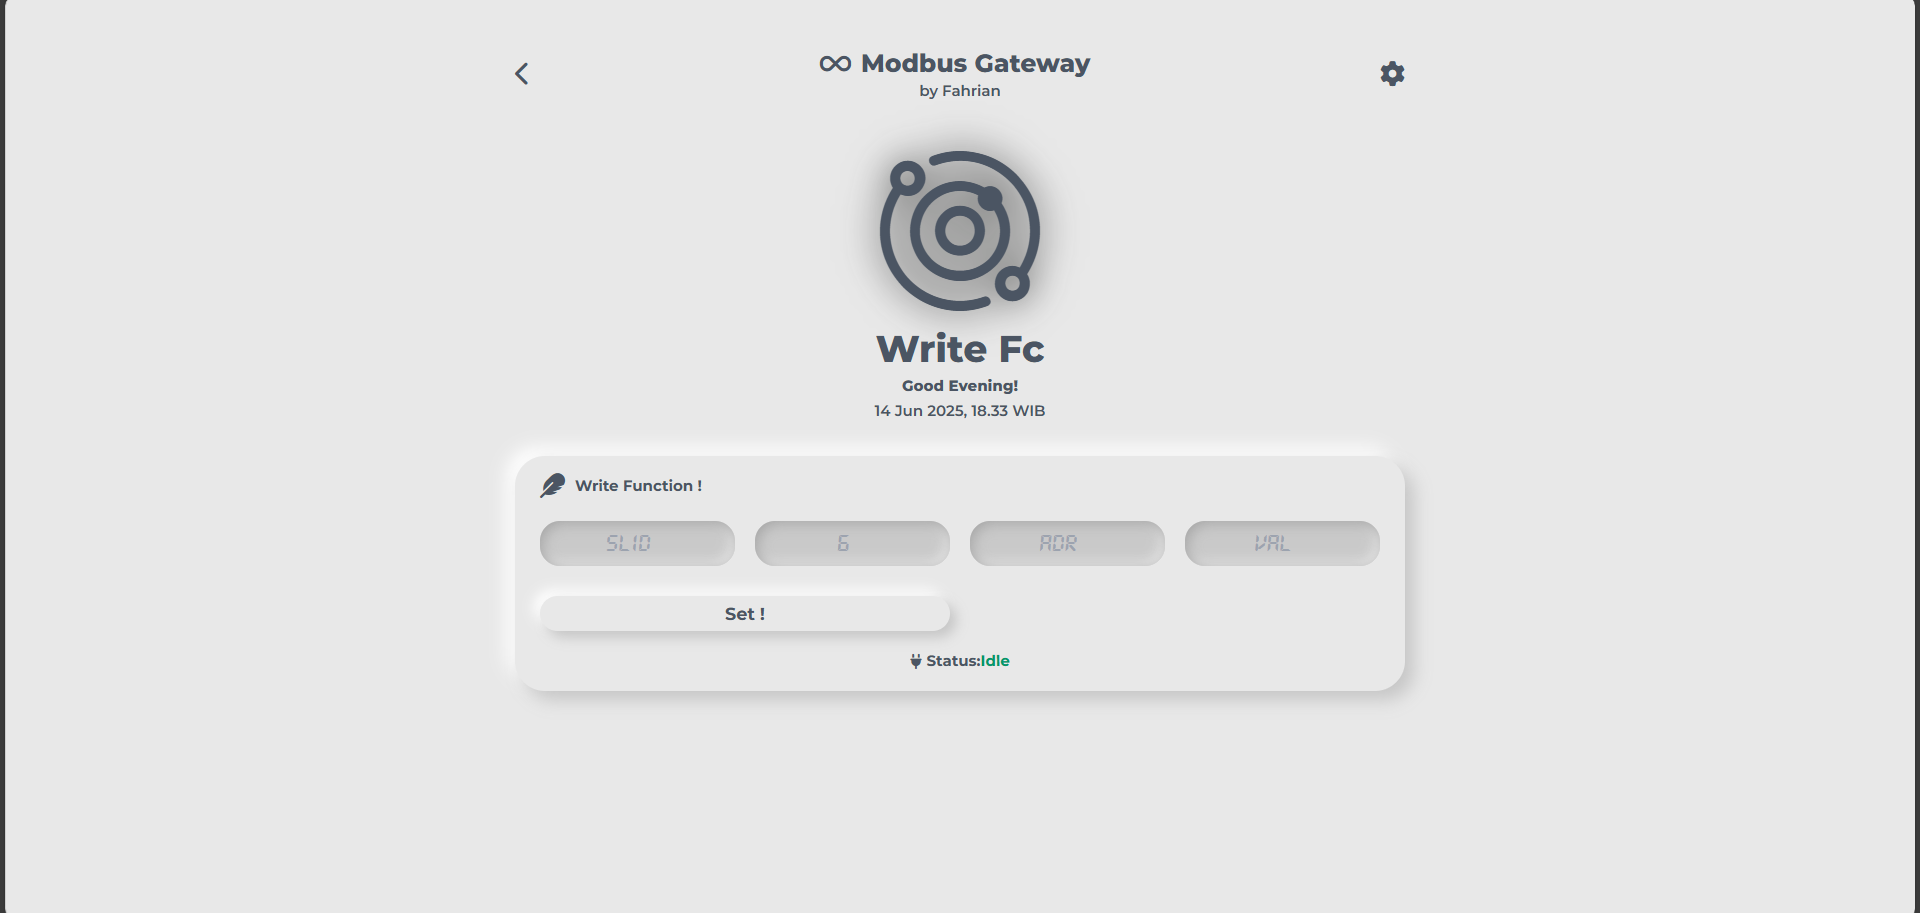 Modbus Gateway
by Fahrian
Write Fc
Good Evening!
14 Jun 2025, 18.33 WIB
Write Function !
SLID 6 ADR VAL
Set !
Status:Idle